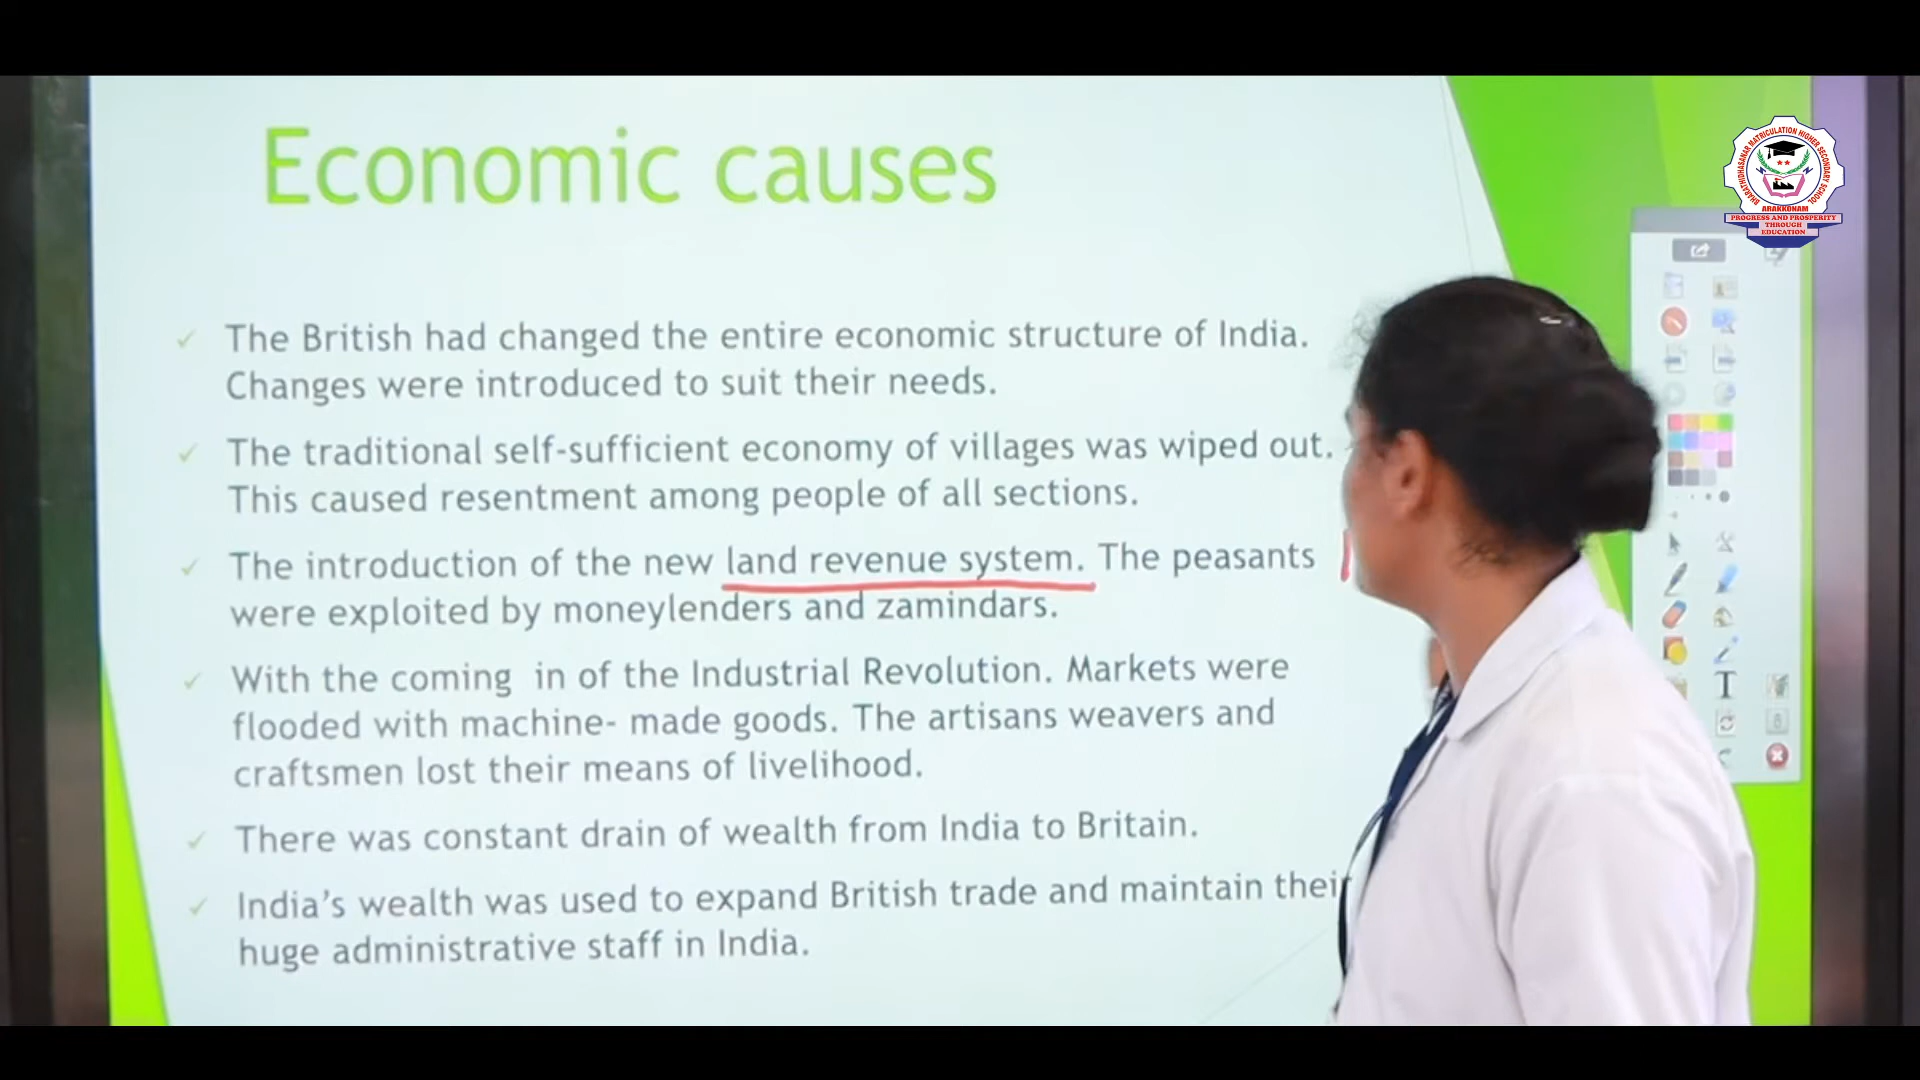 Economic causes
The British had changed the entire economic structure of India.
Changes were introduced to suit their needs.
The traditional self-sufficient economy of villages was wiped out.
This caused resentment among people of all sections.
The introduction of the new land revenue system. The peasants
were exploited by moneylenders and zamindars.
With the coming in of the Industrial Revolution. Markets were
flooded with machine- made goods. The artisans weavers and
craftsmen lost their means of livelihood.
There was constant drain of wealth from India to Britain.
India's wealth was used to expand British trade and maintain their
huge administrative staff in India.
BHARATHIDHASANAR MATRICULATION HIGHER SECONDARY SCHOOL
ARAKKONAM
PROGRESS AND PROSPERITY
THROUGH
EDUCATION
T